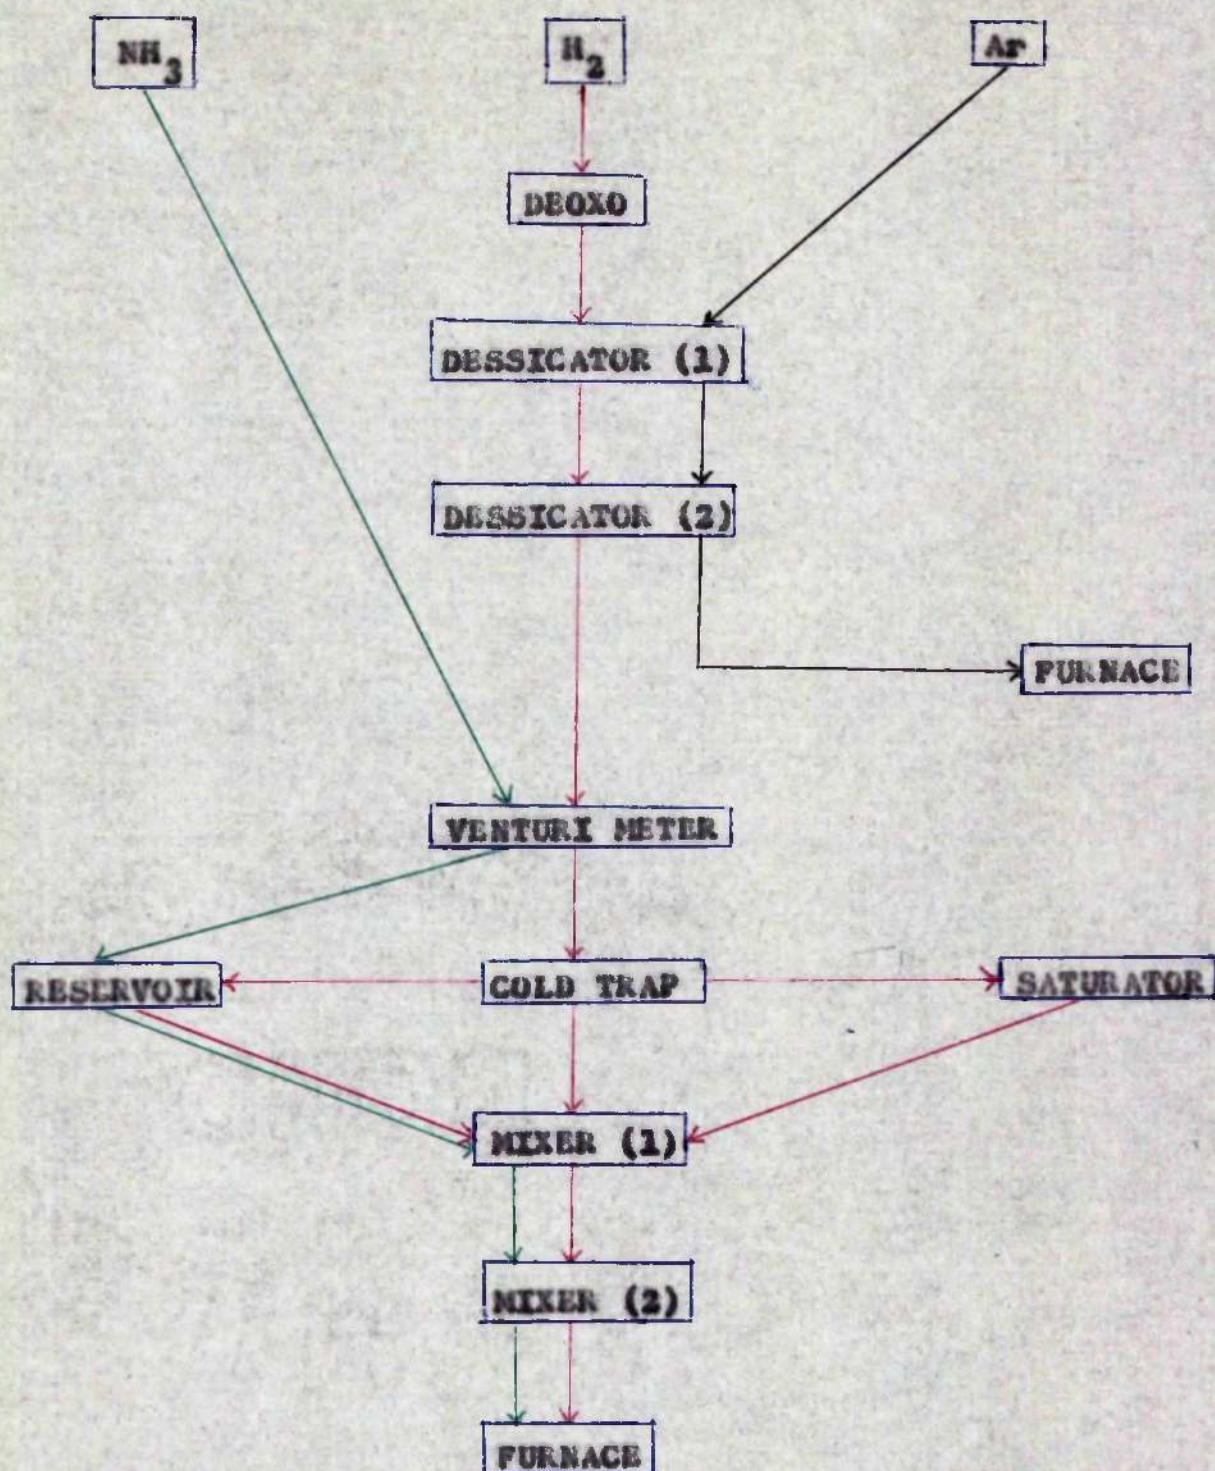 NH3
H2
Ar
DEOXO
DESSICATOR (1)
DESSICATOR (2)
FURNACE
VENTURI METER
RESERVOIR
COLD TRAP
SATURATOR
MIXER (1)
MIXER (2)
FURNACE